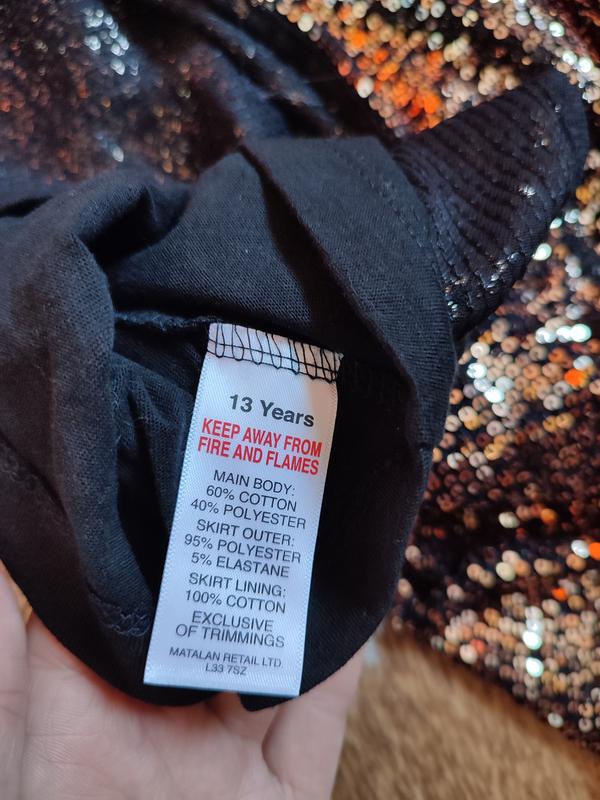 13 Years
KEEP AWAY FROM
FIRE AND FLAMES
MAIN BODY:
60% COTTON
40% POLYESTER
SKIRT OUTER:
95% POLYESTER
5% ELASTANE
SKIRT LINING:
100% COTTON
EXCLUSIVE
OF TRIMMINGS
MATALAN RETAIL LTD.
L33 7SZ